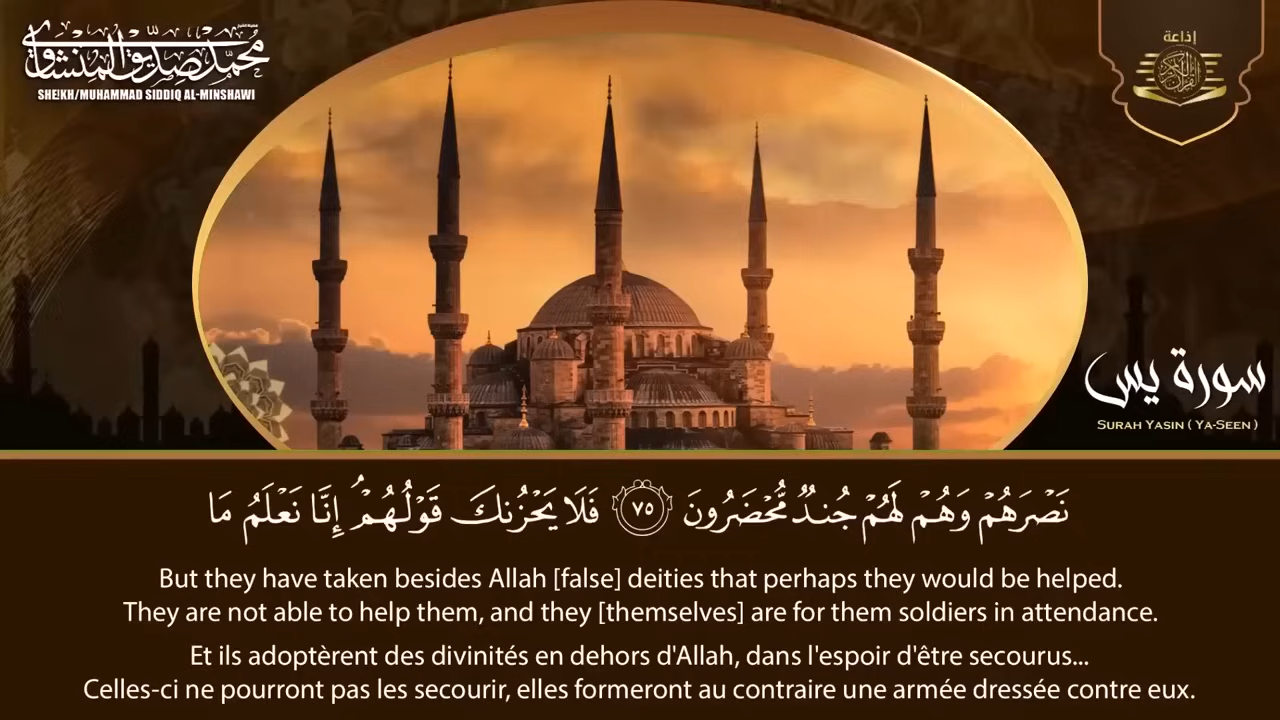 محمد صديق المنشاوي
SHEIKH/MUHAMMAD SIDDIQ AL-MINSHAWI
إذاعة
القرآن الكريم
سورة يس
SURAH YASIN ( YA-SEEN )
نَصْرَهُمْ وَهُمْ لَهُمْ جُندٌ مُّحْضَرُونَ ٧٥ فَلَا يَحْزُنكَ قَوْلُهُمْ ۘ إِنَّا نَعْلَمُ مَا
But they have taken besides Allah [false] deities that perhaps they would be helped.
They are not able to help them, and they [themselves] are for them soldiers in attendance.
Et ils adoptèrent des divinités en dehors d'Allah, dans l'espoir d'être secourus...
Celles-ci ne pourront pas les secourir, elles formeront au contraire une armée dressée contre eux.